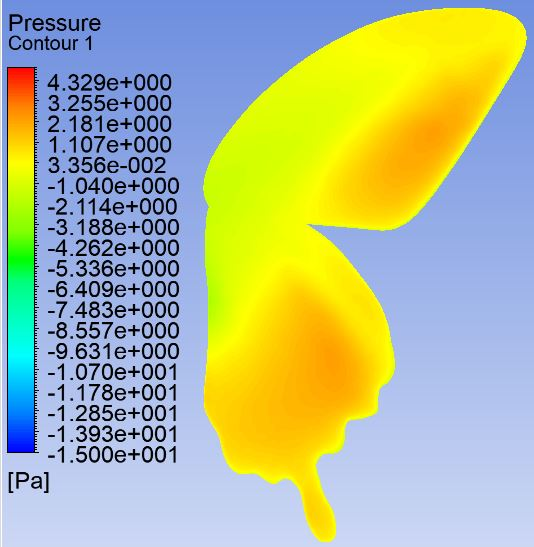 Pressure
Contour 1
4.329e+000
3.255e+000
2.181e+000
1.107e+000
3.356e-002
-1.040e+000
-2.114e+000
-3.188e+000
-4.262e+000
-5.336e+000
-6.409e+000
-7.483e+000
-8.557e+000
-9.631e+000
-1.070e+001
-1.178e+001
-1.285e+001
-1.393e+001
-1.500e+001
[Pa]